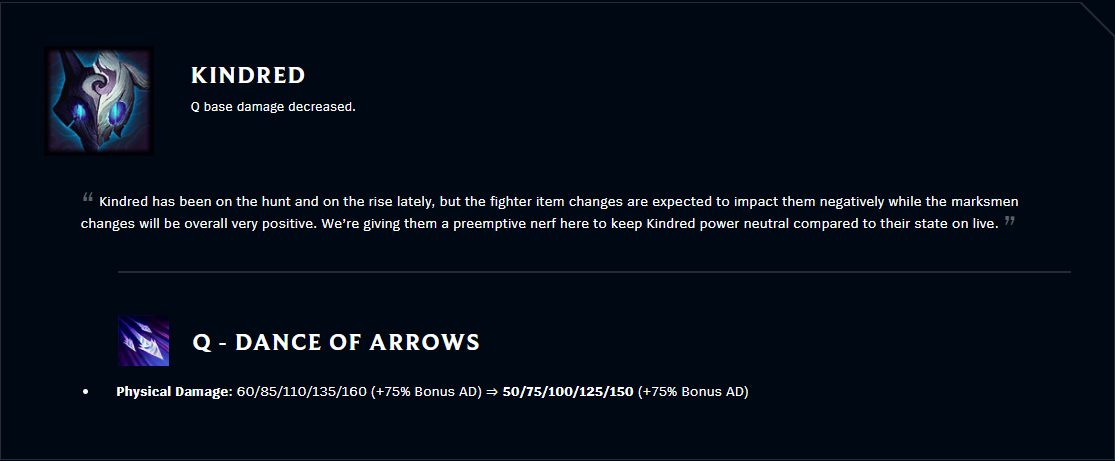 KINDRED
Q base damage decreased.
“ Kindred has been on the hunt and on the rise lately, but the fighter item changes are expected to impact them negatively while the marksmen
changes will be overall very positive. We’re giving them a preemptive nerf here to keep Kindred power neutral compared to their state on live. ”
Q - DANCE OF ARROWS
• Physical Damage: 60/85/110/135/160 (+75% Bonus AD) ⇒ 50/75/100/125/150 (+75% Bonus AD)